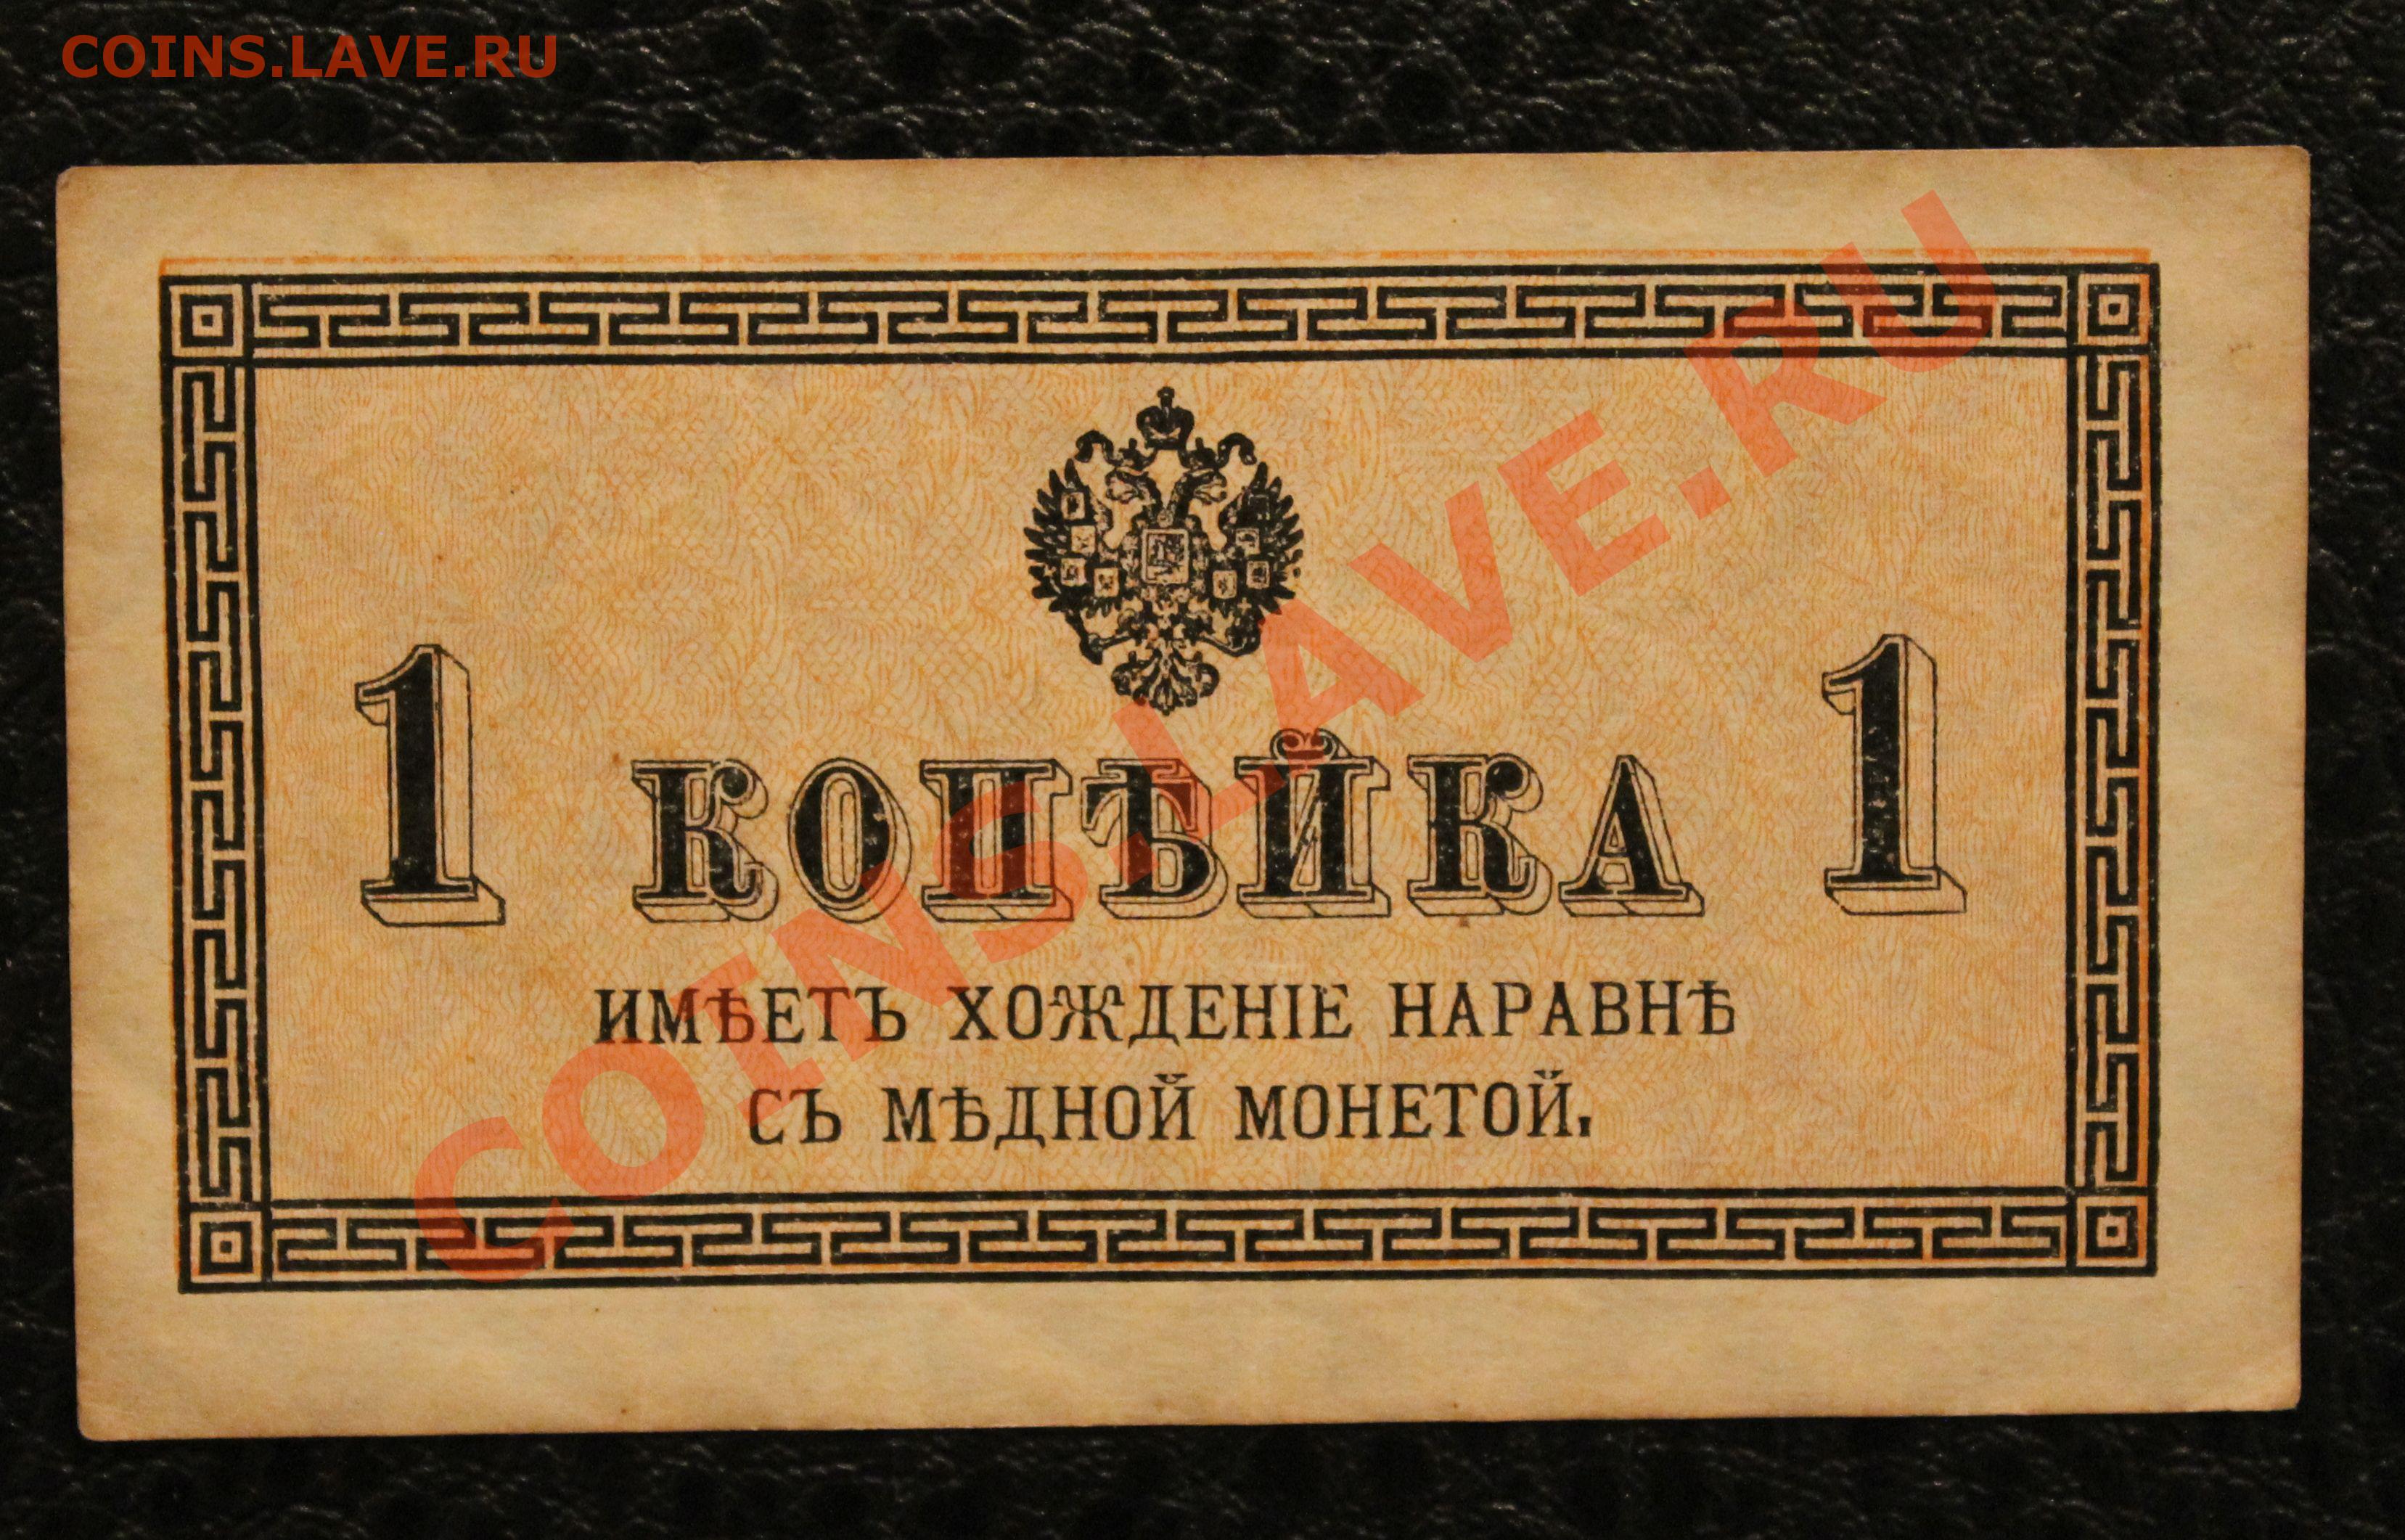 COINS.LAVE.RU
1 КОПѢЙКА 1
ИМѢЕТЪ ХОЖДЕНІЕ НАРАВНѢ
СЪ МѢДНОЙ МОНЕТОЙ.
COINS.LAVE.RU